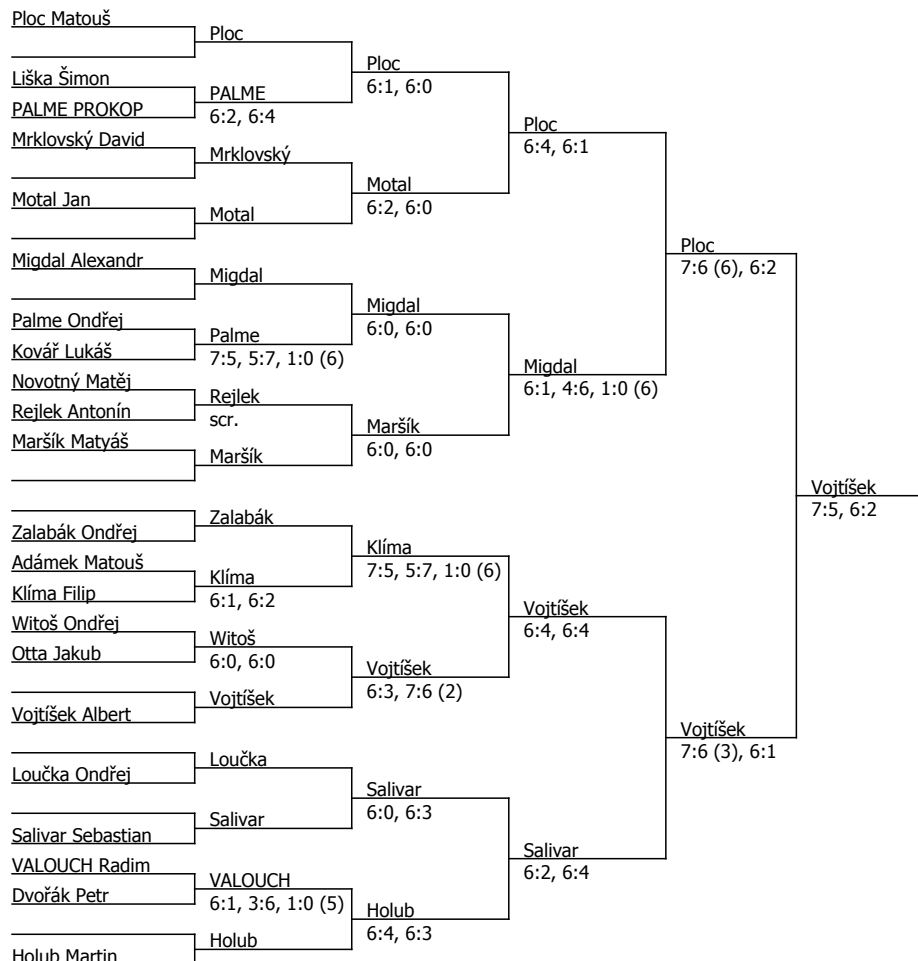 Ploc Matouš
Liška Šimon
PALME PROKOP
Mrklovský David
Motal Jan
Migdal Alexandr
Palme Ondřej
Kovář Lukáš
Novotný Matěj
Rejlek Antonín
Maršík Matyáš
Zalabák Ondřej
Adámek Matouš
Klíma Filip
Witoš Ondřej
Otta Jakub
Vojtíšek Albert
Loučka Ondřej
Salivar Sebastian
VALOUCH Radim
Dvořák Petr
Holub Martin
Ploc
PALME
6:2, 6:4
Mrklovský
Motal
Migdal
Palme
7:5, 5:7, 1:0 (6)
Rejlek
scr.
Maršík
Zalabák
Klíma
6:1, 6:2
Witoš
6:0, 6:0
Vojtíšek
Loučka
Salivar
VALOUCH
6:1, 3:6, 1:0 (5)
Holub
Ploc
6:1, 6:0
Motal
6:2, 6:0
Migdal
6:0, 6:0
Maršík
6:0, 6:0
Klíma
7:5, 5:7, 1:0 (6)
Vojtíšek
6:3, 7:6 (2)
Salivar
6:0, 6:3
Holub
6:4, 6:3
Ploc
6:4, 6:1
Migdal
6:1, 4:6, 1:0 (6)
Vojtíšek
6:4, 6:4
Salivar
6:2, 6:4
Ploc
7:6 (6), 6:2
Vojtíšek
7:6 (3), 6:1
Vojtíšek
7:5, 6:2